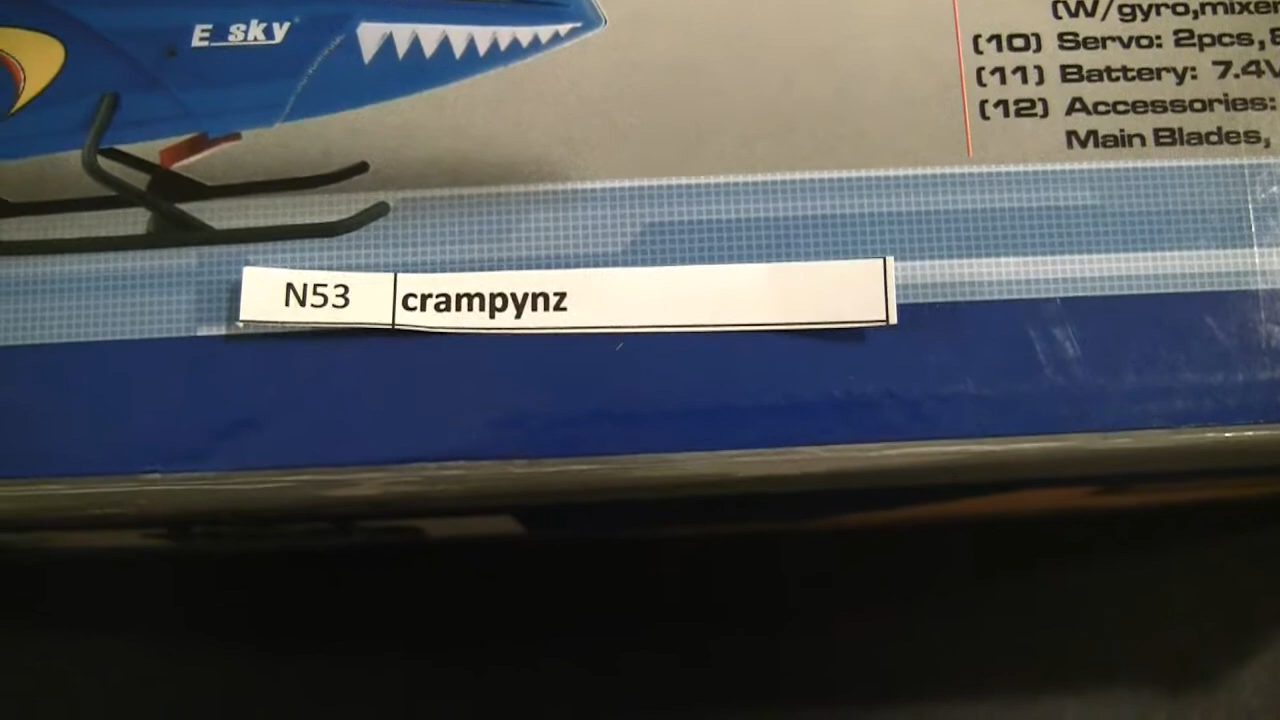 E_sky
(W/gyro,mixer
(10) Servo: 2pcs,
(11) Battery: 7.4V
(12) Accessories:
Main Blades,
N53 crampynz